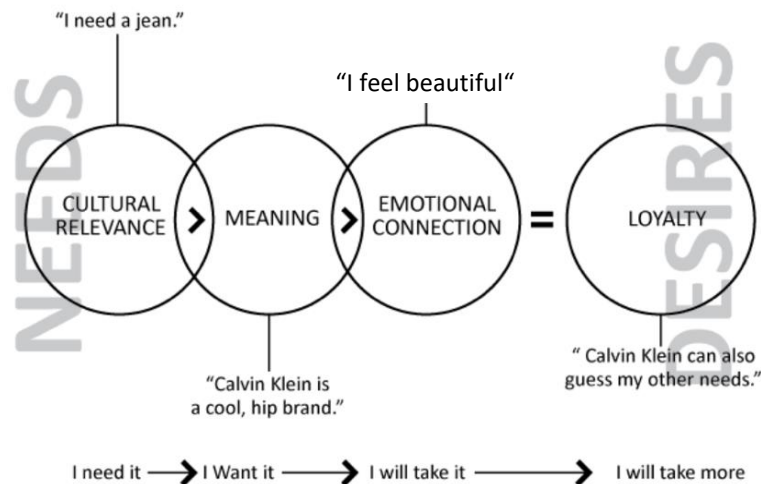 “I need a jean.”
“I feel beautiful“
NEEDS
DESIRES
CULTURAL
RELEVANCE
>
MEANING
>
EMOTIONAL
CONNECTION
=
LOYALTY
“Calvin Klein is
a cool, hip brand.”
“ Calvin Klein can also
guess my other needs.”
I need it
I Want it
I will take it
I will take more